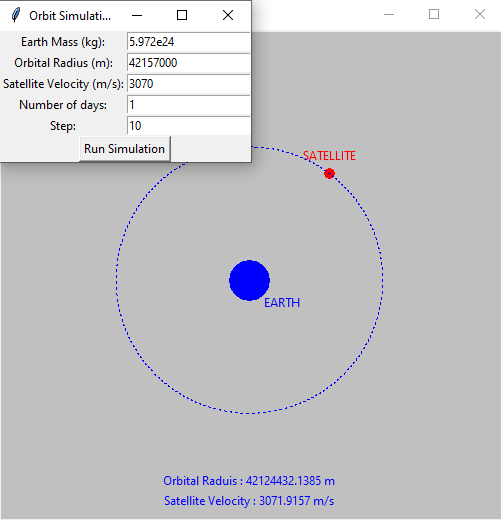 Orbit Simulati...
Earth Mass (kg): 5.972e24
Orbital Radius (m): 42157000
Satellite Velocity (m/s): 3070
Number of days: 1
Step: 10
Run Simulation
SATELLITE
EARTH
Orbital Raduis : 42124432.1385 m
Satellite Velocity : 3071.9157 m/s